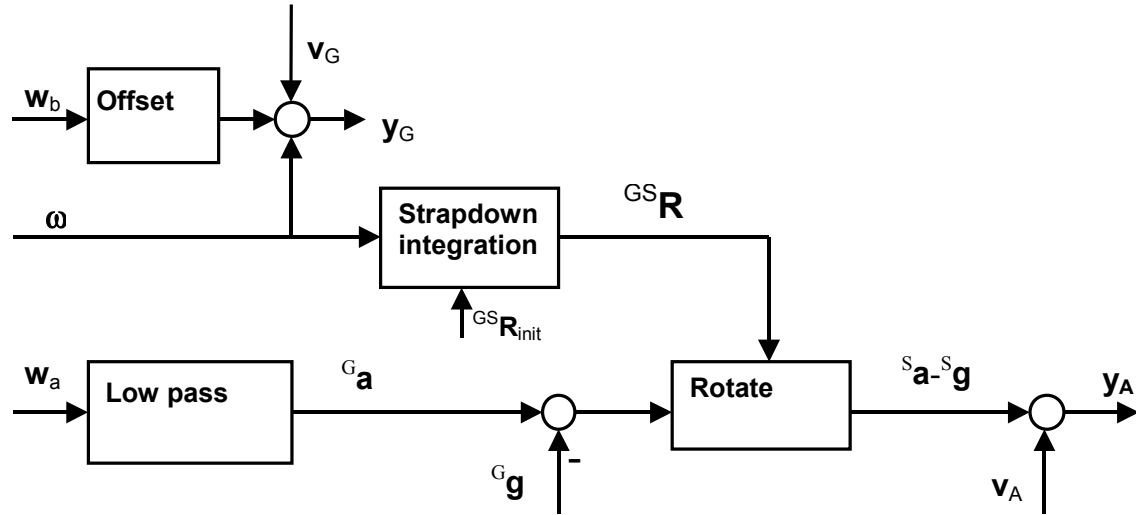 v_G
w_b
Offset
y_G
ω
Strapdown
integration
^GS R
^GS R_init
w_a
Low pass
^G a
Rotate
^S a-^S g
y_A
^G g
-
v_A